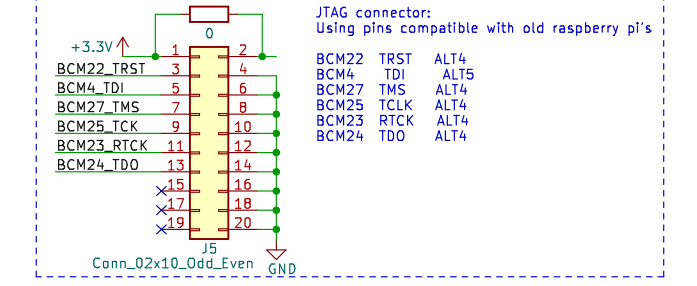 JTAG connector:
Using pins compatible with old raspberry pi's
0
+3.3V
1 2
BCM22_TRST 3 4
BCM4_TDI 5 6
BCM27_TMS 7 8
BCM25_TCK 9 10
BCM23_RTCK 11 12
BCM24_TDO 13 14
15 16
17 18
19 20
J5
Conn_02x10_Odd_Even
GND
BCM22 TRST ALT4
BCM4 TDI ALT5
BCM27 TMS ALT4
BCM25 TCLK ALT4
BCM23 RTCK ALT4
BCM24 TDO ALT4